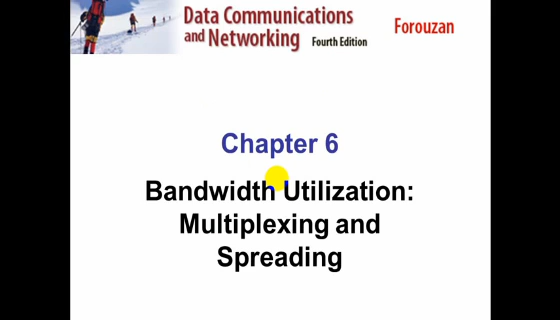 Data Communications
and Networking Fourth Edition
Forouzan
Chapter 6
Bandwidth Utilization:
Multiplexing and
Spreading